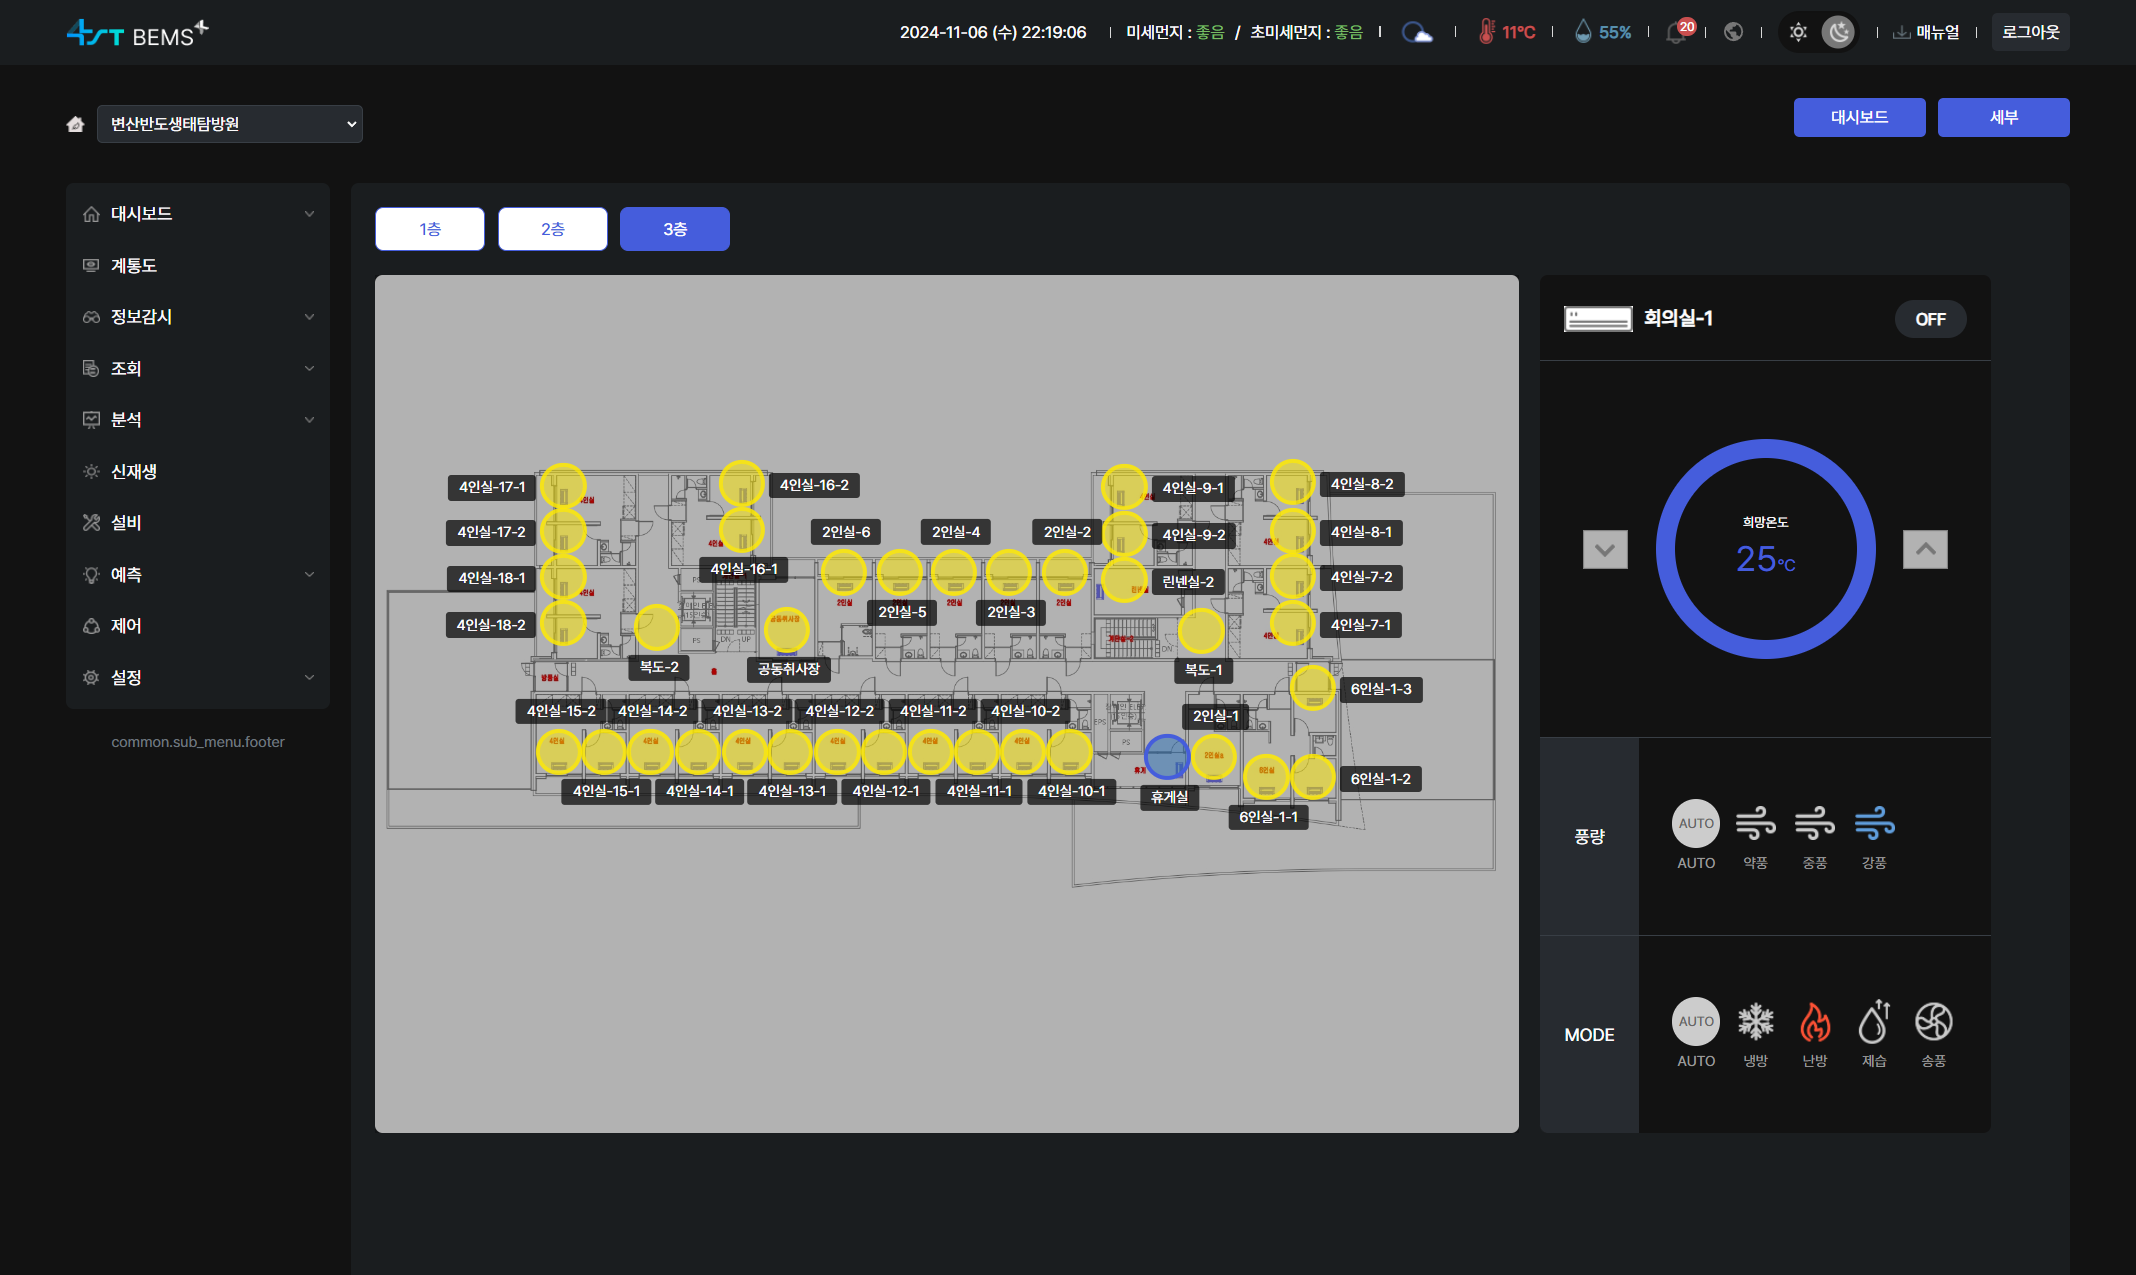 4ST BEMS
2024-11-06 (수) 22:19:06
미세먼지 : 좋음 / 초미세먼지 : 좋음
11℃
55%
20
매뉴얼
로그아웃
변산반도생태탐방원
대시보드
세부
대시보드
계통도
정보감시
조회
분석
신재생
설비
예측
제어
설정
common.sub_menu.footer
1층
2층
3층
4인실-17-1
4인실-16-2
4인실-9-1
4인실-8-2
4인실-17-2
2인실-6
2인실-4
2인실-2
4인실-9-2
4인실-8-1
4인실-18-1
4인실-16-1
린넨실-2
4인실-7-2
4인실-18-2
2인실-5
2인실-3
4인실-7-1
복도-2
공동취사장
복도-1
6인실-1-3
4인실-15-2
4인실-14-2
4인실-13-2
4인실-12-2
4인실-11-2
4인실-10-2
2인실-1
4인실-15-1
4인실-14-1
4인실-13-1
4인실-12-1
4인실-11-1
4인실-10-1
휴게실
6인실-1-2
6인실-1-1
PS
DN
UP
EPS
PS
DN
회의실-1
OFF
희망온도
25℃
풍량
AUTO
AUTO
약풍
중풍
강풍
MODE
AUTO
AUTO
냉방
난방
제습
송풍